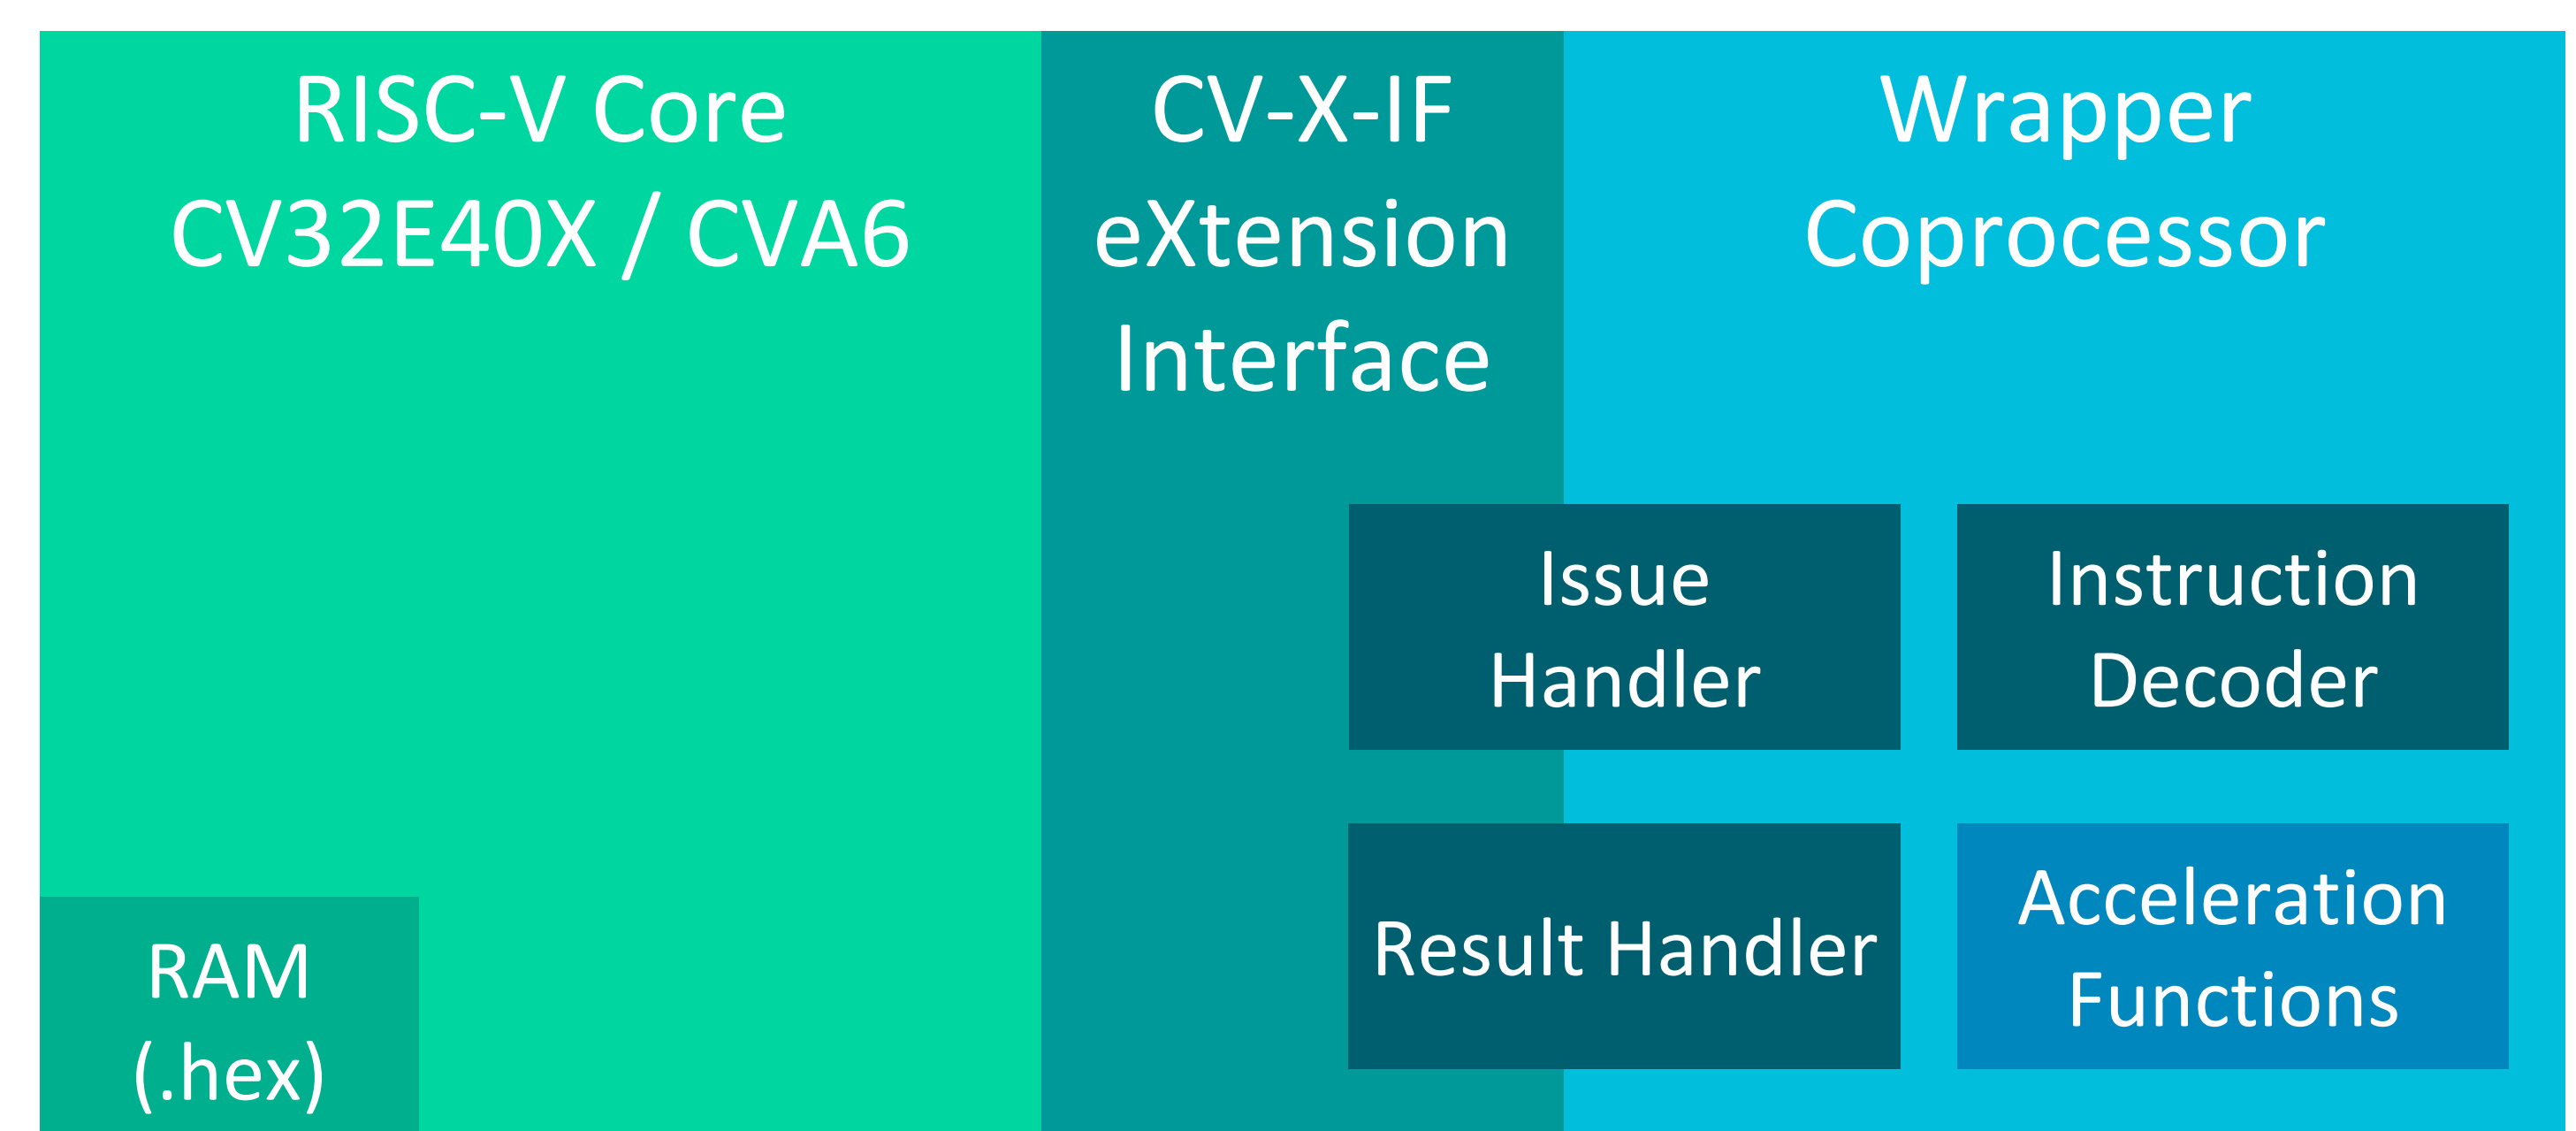 RISC-V Core
CV32E40X / CVA6
CV-X-IF
eXtension
Interface
Wrapper
Coprocessor
Issue
Handler
Instruction
Decoder
Result Handler
Acceleration
Functions
RAM
(.hex)